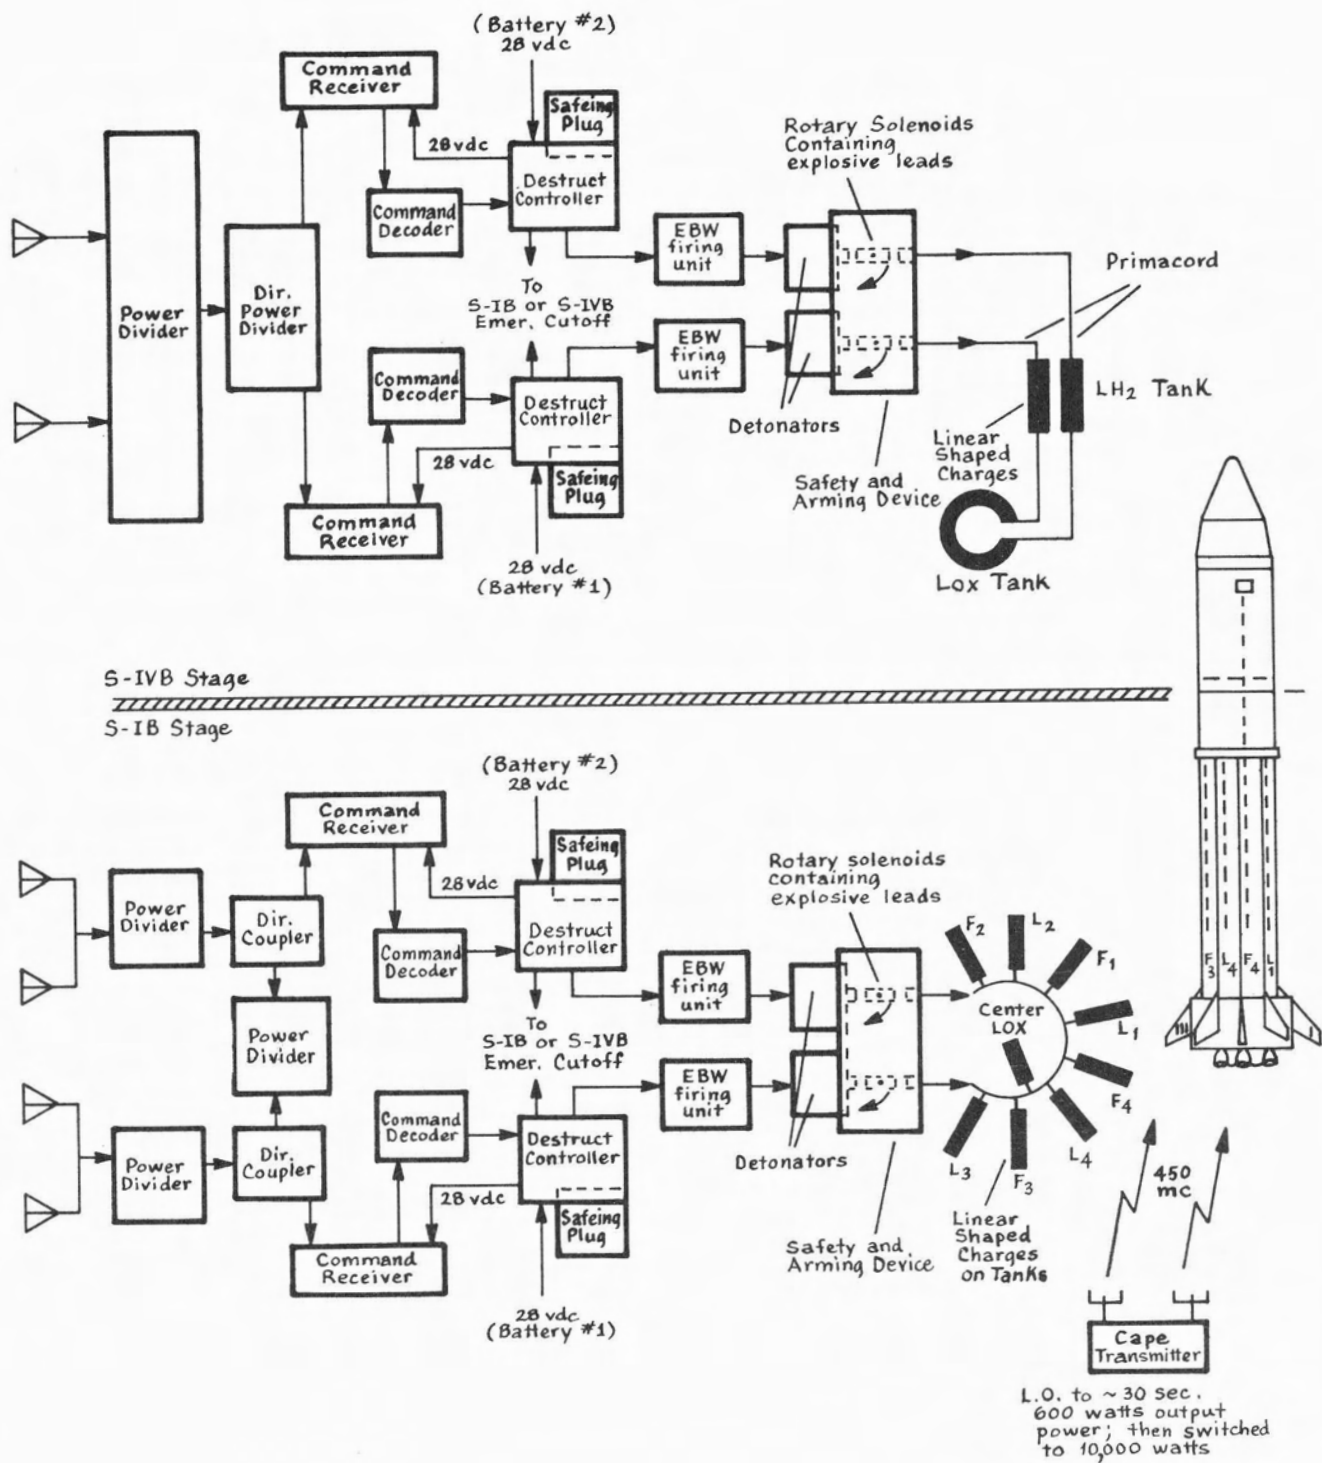 (Battery #2)
28 vdc
Command
Receiver
Safeing
Plug
28vdc
Destruct
Controller
Command
Decoder
Rotary Solenoids
Containing
explosive leads
EBW
firing
unit
Power
Divider
Dir.
Power
Divider
To
S-IB or S-IVB
Emer. Cutoff
Primacord
EBW
firing
unit
Command
Decoder
Destruct
Controller
Detonators
LH2 Tank
Linear
Shaped
Charges
28 vdc
Safeing
Plug
Safety and
Arming Device
Command
Receiver
28 vdc
(Battery #1)
Lox Tank
S-IVB Stage
S-IB Stage
(Battery #2)
28 vdc
Command
Receiver
Safeing
Plug
28 vdc
Rotary solenoids
containing
explosive leads
Power
Divider
Dir.
Coupler
Command
Decoder
Destruct
Controller
EBW
firing
unit
F2
L2
F1
L1
F4
L4
F3
L3
Center
LOX
F3
L4
F4
L1
Power
Divider
To
S-IB or S-IVB
Emer. Cutoff
EBW
firing
unit
Command
Decoder
Destruct
Controller
Power
Divider
Dir.
Coupler
Detonators
28 vdc
Safeing
Plug
Safety and
Arming Device
Linear
Shaped
Charges
on Tanks
Command
Receiver
28 vdc
(Battery #1)
450
mc
Cape
Transmitter
L.O. to ~ 30 sec.
600 watts output
power; then switched
to 10,000 watts